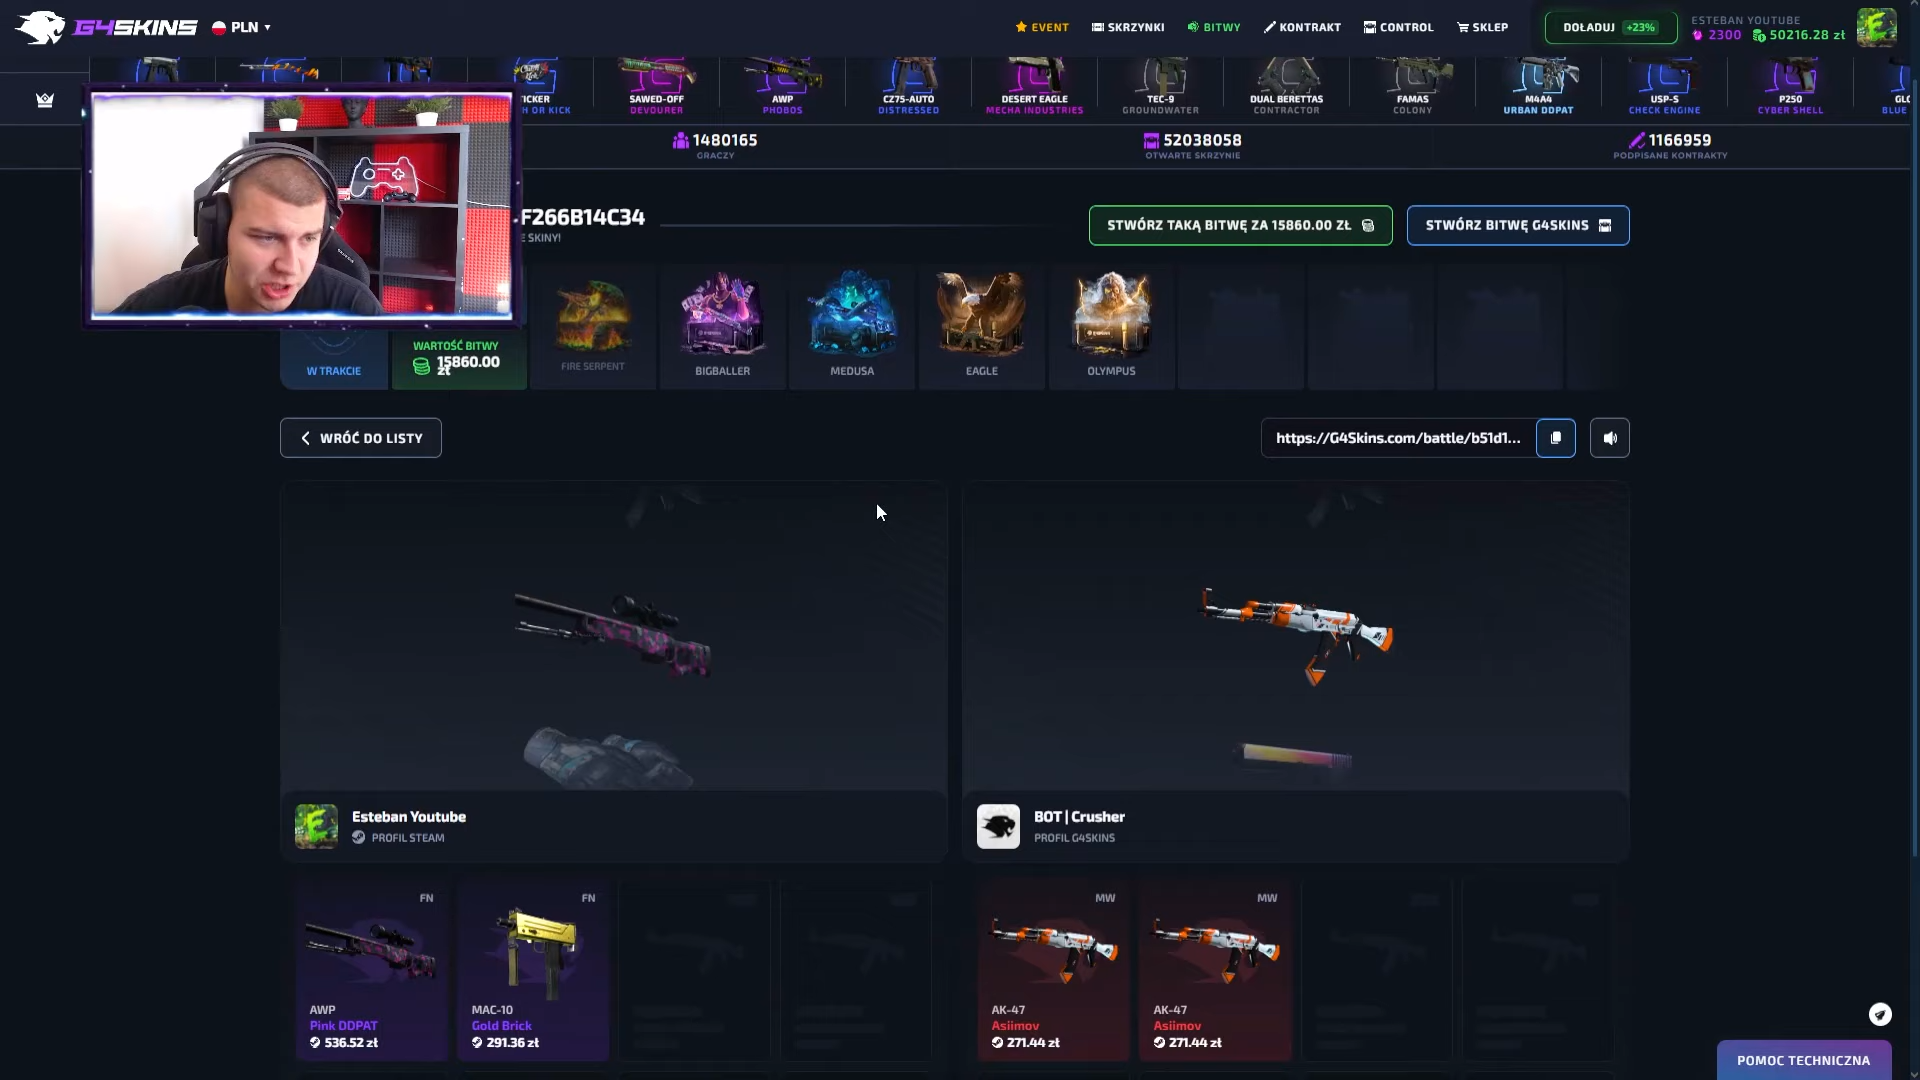 G4SKINS
PLN
EVENT
SKRZYNKI
BITWY
KONTRAKT
CONTROL
SKLEP
DOŁADUJ +23%
ESTEBAN YOUTUBE
2300 50216.28 zł
SAWED-OFF
DEVOURER
AWP
PHOBOS
CZ75-AUTO
DISTRESSED
DESERT EAGLE
MECHA INDUSTRIES
TEC-9
GROUNDWATER
DUAL BERETTAS
CONTRACTOR
FAMAS
COLONY
M4A4
URBAN DDPAT
USP-S
CHECK ENGINE
P250
CYBER SHELL
BLUE
1480165
GRACZY
52038058
OTWARTE SKRZYNIE
1166959
PODPISANE KONTRAKTY
F266B14C34
E SKINY!
STWÓRZ TAKĄ BITWĘ ZA 15860.00 ZŁ
STWÓRZ BITWĘ G4SKINS
W TRAKCIE
WARTOŚĆ BITWY
15860.00
zł
FIRE SERPENT
BIGBALLER
MEDUSA
EAGLE
OLYMPUS
WRÓĆ DO LISTY
https://G4Skins.com/battle/b51d1...
Esteban Youtube
PROFIL STEAM
BOT | Crusher
PROFIL G4SKINS
FN
AWP
Pink DDPAT
536.52 zł
FN
MAC-10
Gold Brick
291.36 zł
MW
AK-47
Asiimov
271.44 zł
MW
AK-47
Asiimov
271.44 zł
POMOC TECHNICZNA